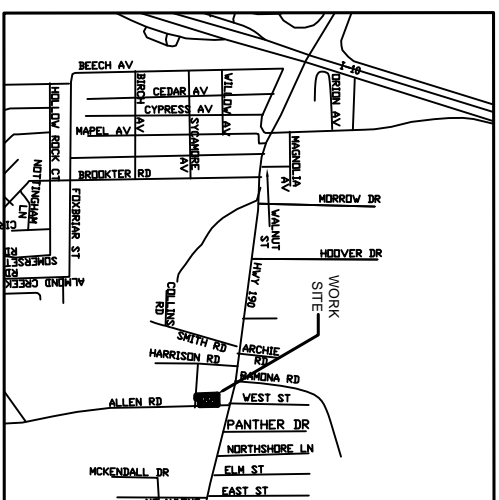 BEECH AV
I-10
BIRCH AV
CEDAR AV
WILLOW AV
ORION AV
HOLLOW ROCK CT
CYPRESS AV
MAPEL AV
SYCAMORE AV
MAGNOLIA AV
NOTTINGHAM LN
BROOKTER RD
FOXBRIAR ST
MORROW DR
WALNUT ST
RD
SOMERSET
RD
HOOVER DR
ALMOND CREEK
HWY 190
COLLINS RD
WORK SITE
SMITH RD
HARRISON RD
ARCHIE RD
RAMONA RD
ALLEN RD
WEST ST
PANTHER DR
NORTHSHORE LN
MCKENDALL DR
ELM ST
EAST ST